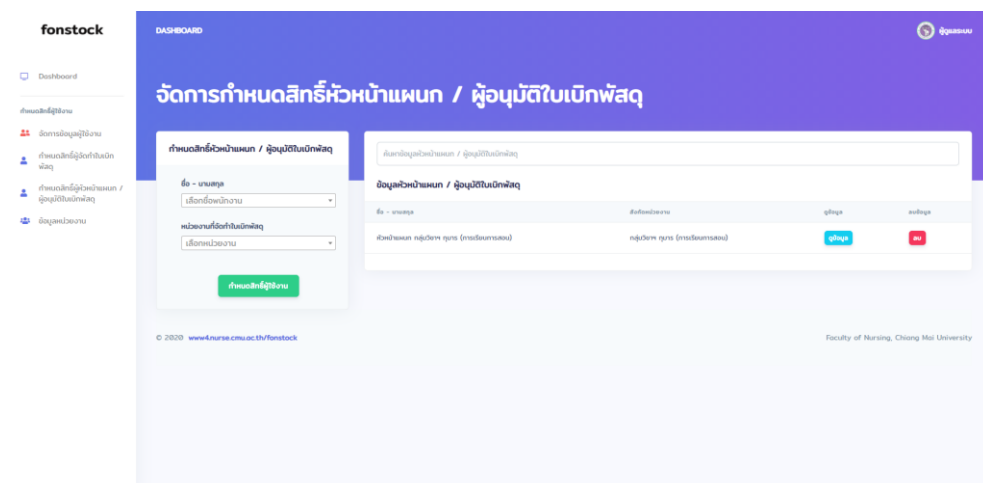 fonstock
DASHBOARD
ผู้ดูแลระบบ
Dashboard
กำหนดสิทธิ์ผู้ใช้งาน
จัดการข้อมูลผู้ใช้งาน
กำหนดสิทธิ์ผู้จัดทำใบเบิก
พัสดุ
กำหนดสิทธิ์ผู้หัวหน้าแผนก /
ผู้อนุมัติใบเบิกพัสดุ
ข้อมูลหน่วยงาน
จัดการกำหนดสิทธิ์หัวหน้าแผนก / ผู้อนุมัติใบเบิกพัสดุ
กำหนดสิทธิ์หัวหน้าแผนก / ผู้อนุมัติใบเบิกพัสดุ
ชื่อ - นามสกุล
เลือกชื่อพนักงาน
หน่วยงานที่จัดทำใบเบิกพัสดุ
เลือกหน่วยงาน
กำหนดสิทธิ์ผู้ใช้งาน
ค้นหาข้อมูลหัวหน้าแผนก / ผู้อนุมัติใบเบิกพัสดุ
ข้อมูลหัวหน้าแผนก / ผู้อนุมัติใบเบิกพัสดุ
ชื่อ - นามสกุล สังกัดหน่วยงาน ดูข้อมูล ลบข้อมูล
หัวหน้าแผนก กลุ่มวิชาฯ กุมาร (การเรียนการสอน) กลุ่มวิชาฯ กุมาร (การเรียนการสอน) ดูข้อมูล ลบ
© 2020 www4.nurse.cmu.ac.th/fonstock
Faculty of Nursing, Chiang Mai University